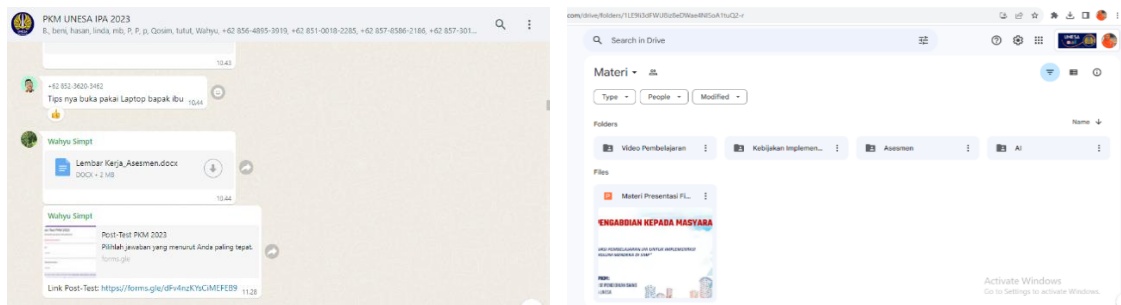 PKM UNESA IPA 2023
B., beni, hasan, linda, mb, P, P, p, Qosim, tutut, Wahyu, +62 856-4895-3919, +62 851-0018-2285, +62 857-8586-2186, +62 857-301...
10.43
+62 852-3620-3462
Tips nya buka pakai Laptop bapak ibu 10.44
Wahyu Simpt
Lembar Kerja_Asesmen.docx
DOCX • 2 MB
10.44
Wahyu Simpt
Post-Test PKM 2023
Pilihlah jawaban yang menurut Anda paling tepat.
forms.gle
Link Post-Test: https://forms.gle/dFv4nzKYsCiMEFEB9 11.28
Search in Drive
Materi
Type
People
Modified
Folders
Name
Video Pembelajaran
Kebijakan Implemen...
Asesmen
AI
Files
Materi Presentasi Fi...
PENGABDIAN KEPADA MASYARA
Activate Windows
Go to Settings to activate Windows.